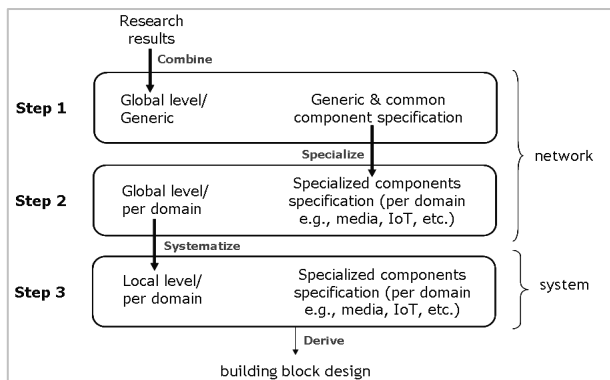 Research
results
Combine
Step 1
Global level/
Generic
Generic & common
component specification
Specialize
network
Step 2
Global level/
per domain
Specialized components
specification (per domain
e.g., media, IoT, etc.)
Systematize
Step 3
Local level/
per domain
Specialized components
specification (per domain
e.g., media, IoT, etc.)
system
Derive
building block design